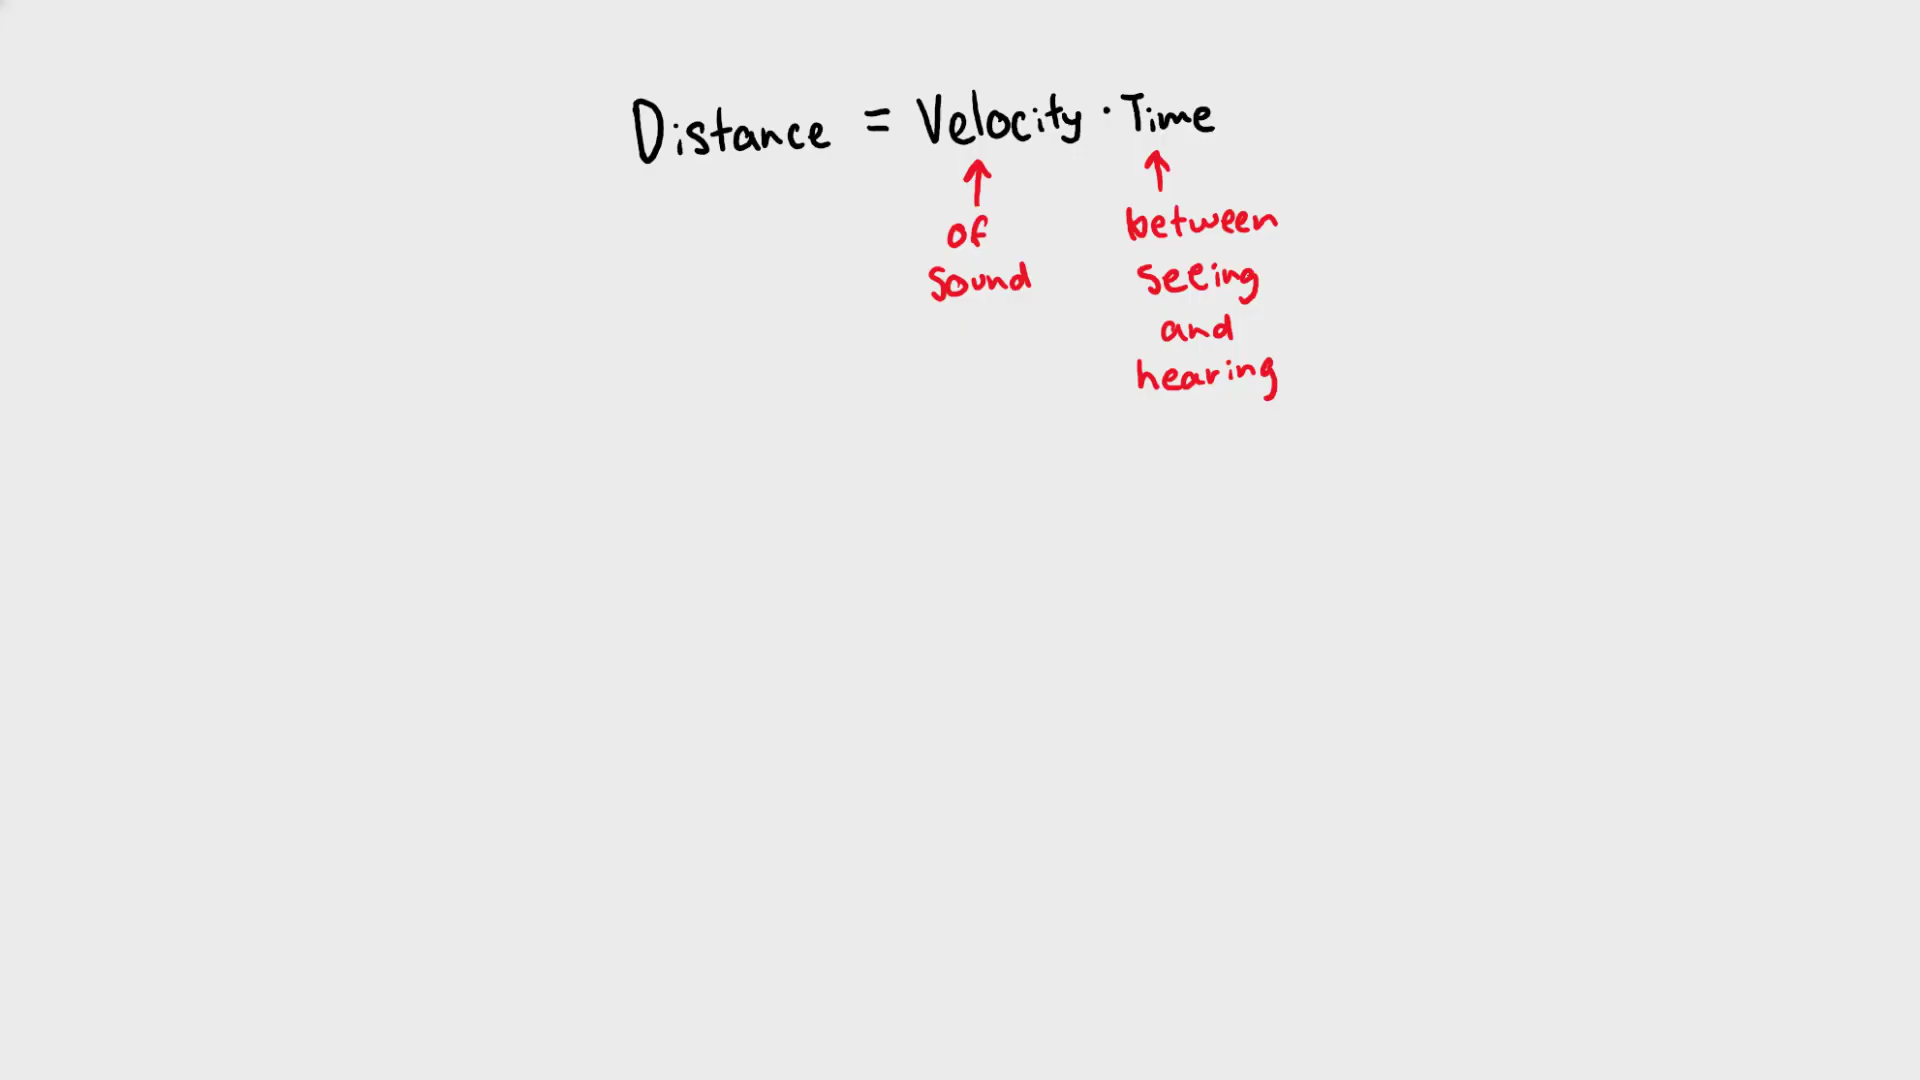 Distance = Velocity · Time
of
sound
between
seeing
and
hearing